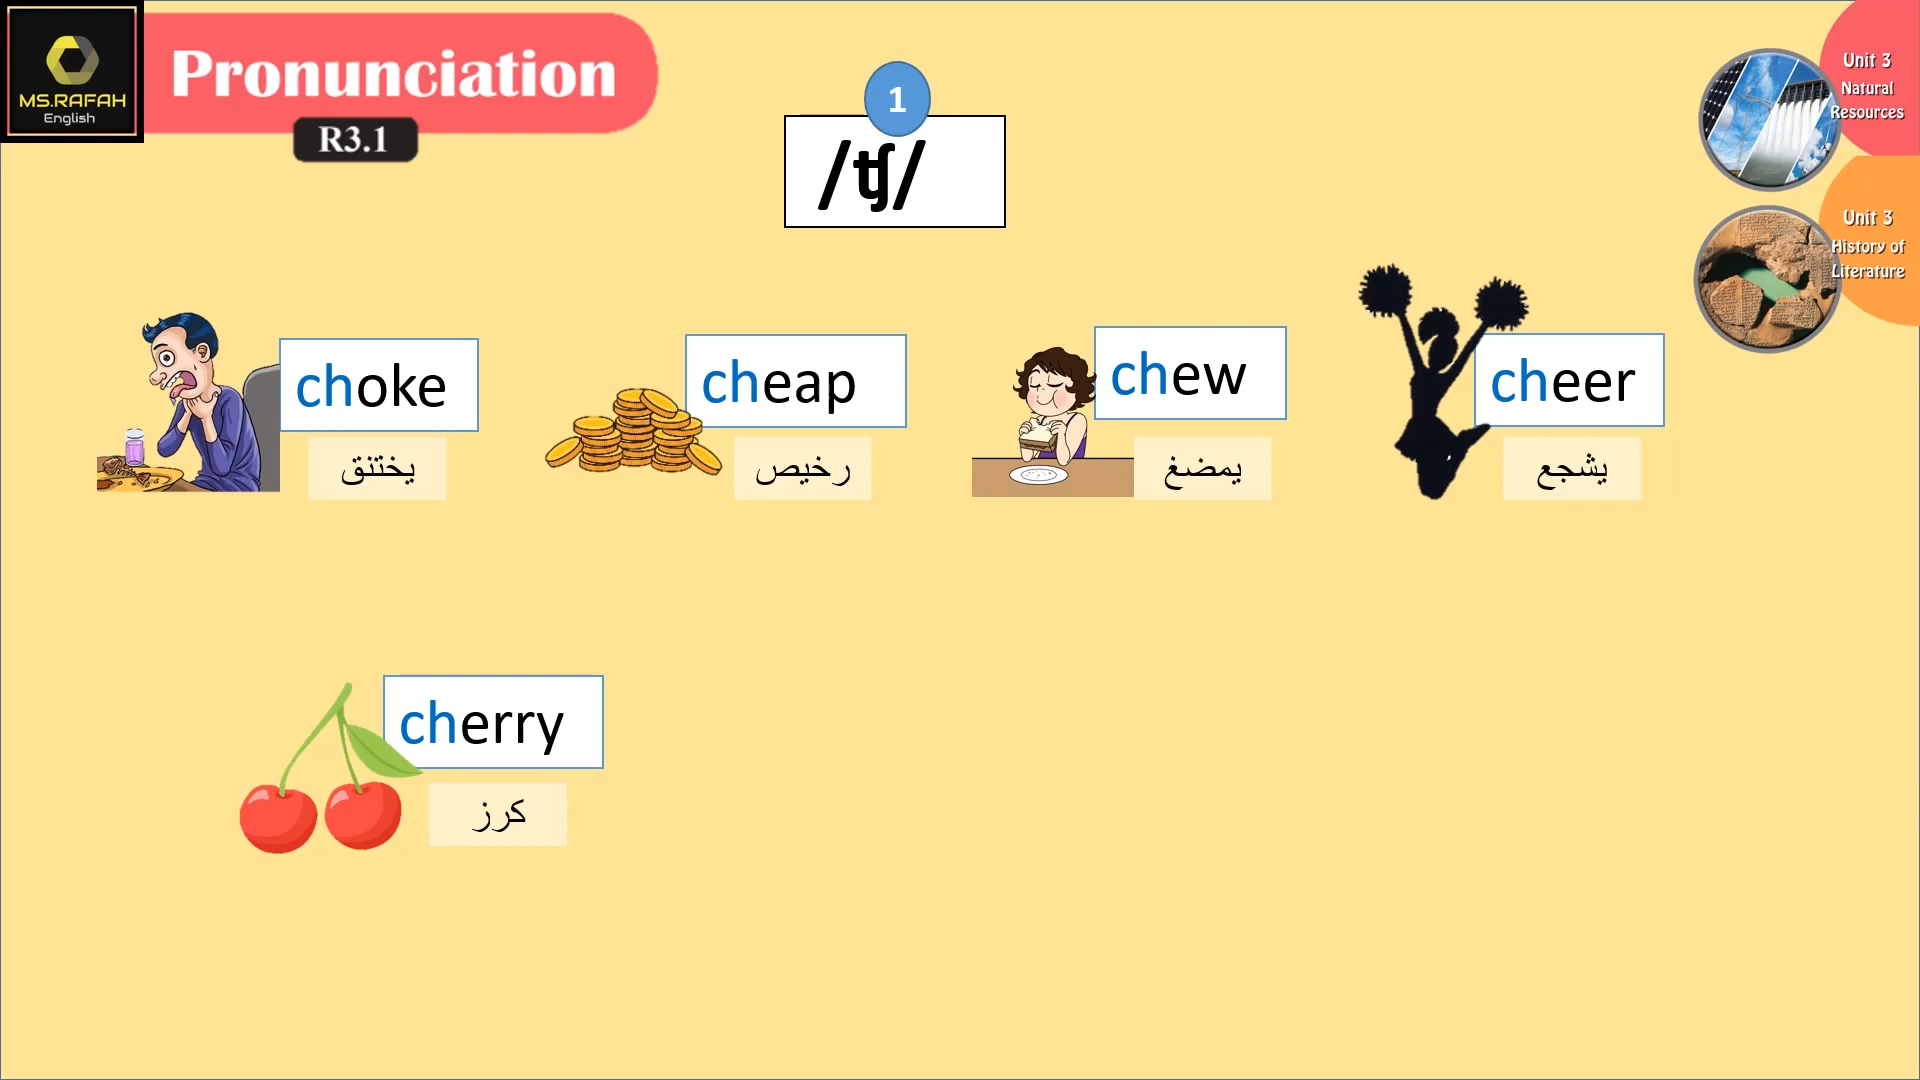 MS.RAFAH
English
Pronunciation
R3.1
1
/ʧ/
Unit 3
Natural
Resources
Unit 3
History of
Literature
choke
يختنق
cheap
رخيص
chew
يمضغ
cheer
يشجع
cherry
كرز